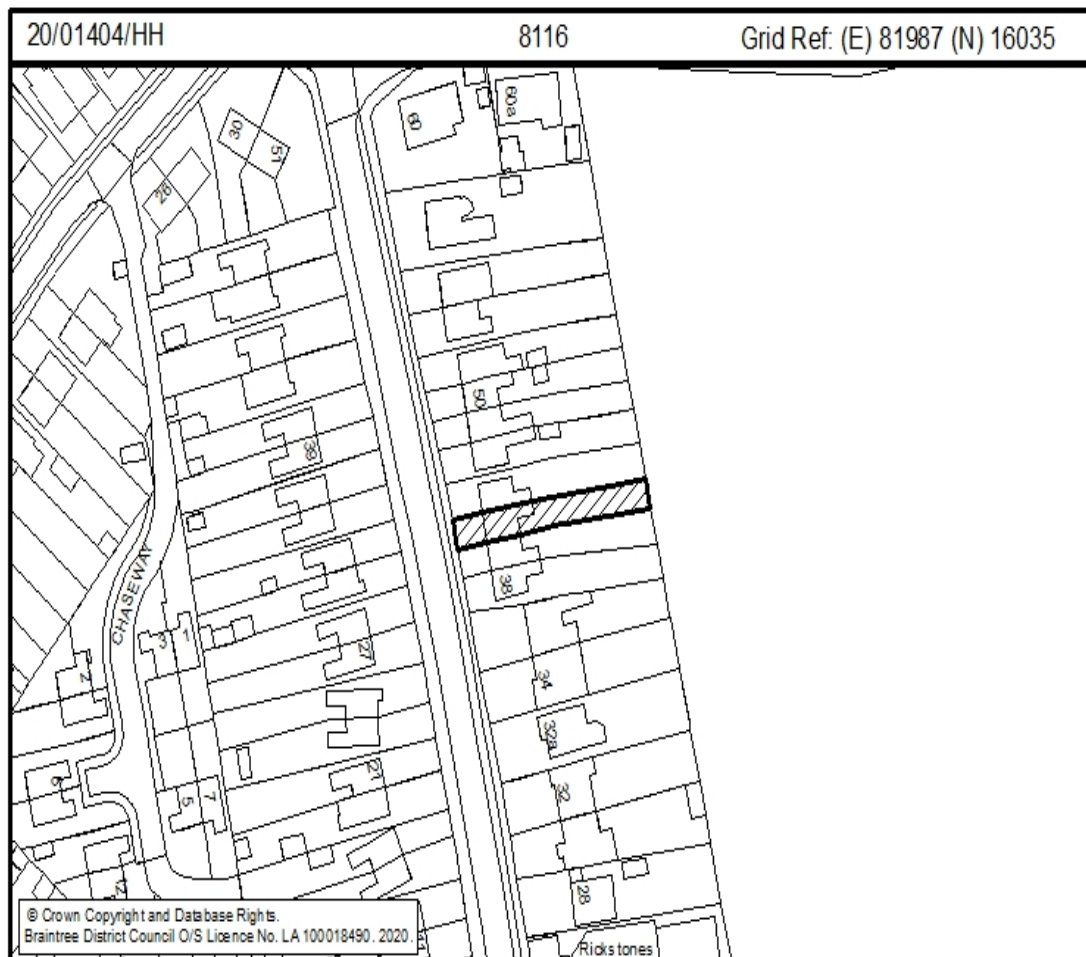 20/01404/HH 8116 Grid Ref: (E) 81987 (N) 16035
60
60a
30
51
26
50
39
38
CHASEWAY
3 1
27
2
34
32a
6
21
32
5 7
28
12
© Crown Copyright and Database Rights.
Braintree District Council O/S Licence No. LA 100018490. 2020.
Rickstones